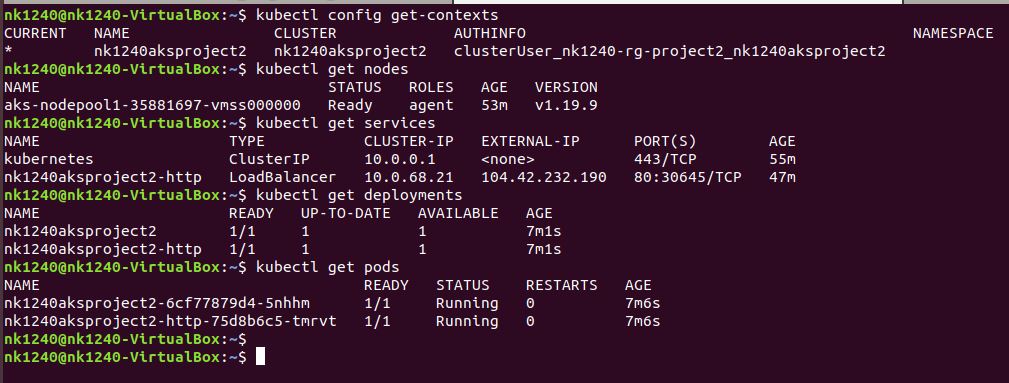 nk1240@nk1240-VirtualBox:~$ kubectl config get-contexts
CURRENT   NAME              CLUSTER           AUTHINFO                                           NAMESPACE
*         nk1240aksproject2   nk1240aksproject2   clusterUser_nk1240-rg-project2_nk1240aksproject2
nk1240@nk1240-VirtualBox:~$ kubectl get nodes
NAME                                STATUS   ROLES   AGE   VERSION
aks-nodepool1-35881697-vmss000000   Ready    agent   53m   v1.19.9
nk1240@nk1240-VirtualBox:~$ kubectl get services
NAME                     TYPE           CLUSTER-IP    EXTERNAL-IP      PORT(S)        AGE
kubernetes               ClusterIP      10.0.0.1      <none>           443/TCP        55m
nk1240aksproject2-http   LoadBalancer   10.0.68.21    104.42.232.190   80:30645/TCP   47m
nk1240@nk1240-VirtualBox:~$ kubectl get deployments
NAME                     READY   UP-TO-DATE   AVAILABLE   AGE
nk1240aksproject2        1/1     1            1           7m1s
nk1240aksproject2-http   1/1     1            1           7m1s
nk1240@nk1240-VirtualBox:~$ kubectl get pods
NAME                                    READY   STATUS    RESTARTS   AGE
nk1240aksproject2-6cf77879d4-5nhhm      1/1     Running   0          7m6s
nk1240aksproject2-http-75d8b6c5-tmrvt   1/1     Running   0          7m6s
nk1240@nk1240-VirtualBox:~$
nk1240@nk1240-VirtualBox:~$